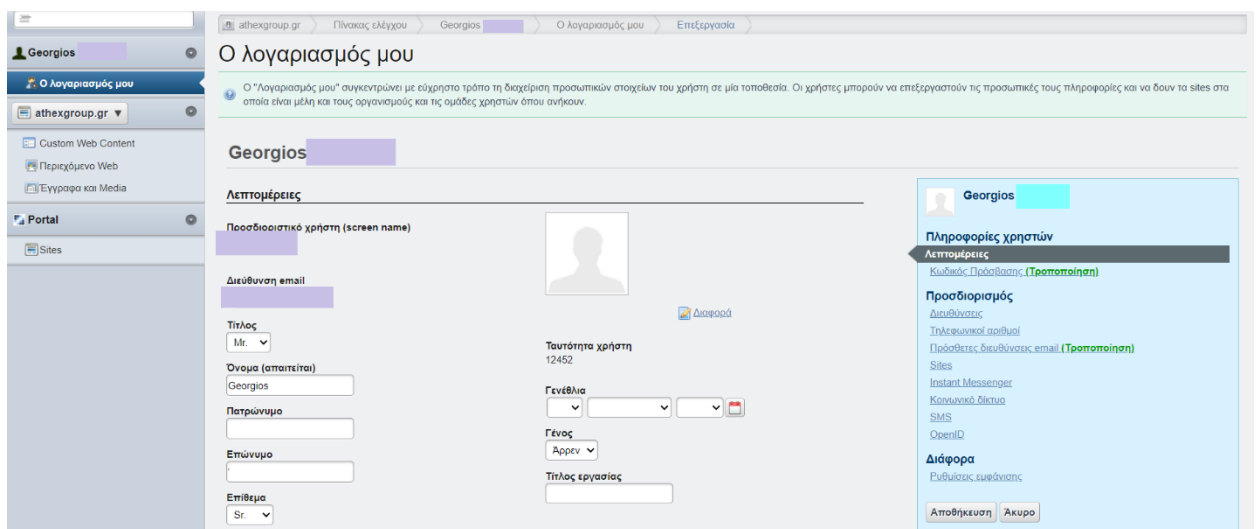 athexgroup.gr Πίνακας ελέγχου Georgios Ο λογαριασμός μου Επεξεργασία
Georgios
Ο λογαριασμός μου
athexgroup.gr ▼
Custom Web Content
Περιεχόμενο Web
Έγγραφα και Media
Portal
Sites
Ο λογαριασμός μου
Ο "Λογαριασμός μου" συγκεντρώνει με εύχρηστο τρόπο τη διαχείριση προσωπικών στοιχείων του χρήστη σε μία τοποθεσία. Οι χρήστες μπορούν να επεξεργαστούν τις προσωπικές τους πληροφορίες και να δουν τα sites στα
οποία είναι μέλη και τους οργανισμούς και τις ομάδες χρηστών όπου ανήκουν.
Georgios
Λεπτομέρειες
Προσδιοριστικό χρήστη (screen name)
Διεύθυνση email
Τίτλος
Mr.
Όνομα (απαιτείται)
Georgios
Πατρώνυμο
Επώνυμο
Επίθεμα
Sr.
Διαφορά
Ταυτότητα χρήστη
12452
Γενέθλια
Γένος
Άρρεν
Τίτλος εργασίας
Georgios
Πληροφορίες χρηστών
Λεπτομέρειες
Κωδικός Πρόσβασης (Τροποποίηση)
Προσδιορισμός
Διευθύνσεις
Τηλεφωνικοί αριθμοί
Πρόσθετες διευθύνσεις email (Τροποποίηση)
Sites
Instant Messenger
Κοινωνικό δίκτυο
SMS
OpenID
Διάφορα
Ρυθμίσεις εμφάνισης
Αποθήκευση Άκυρο